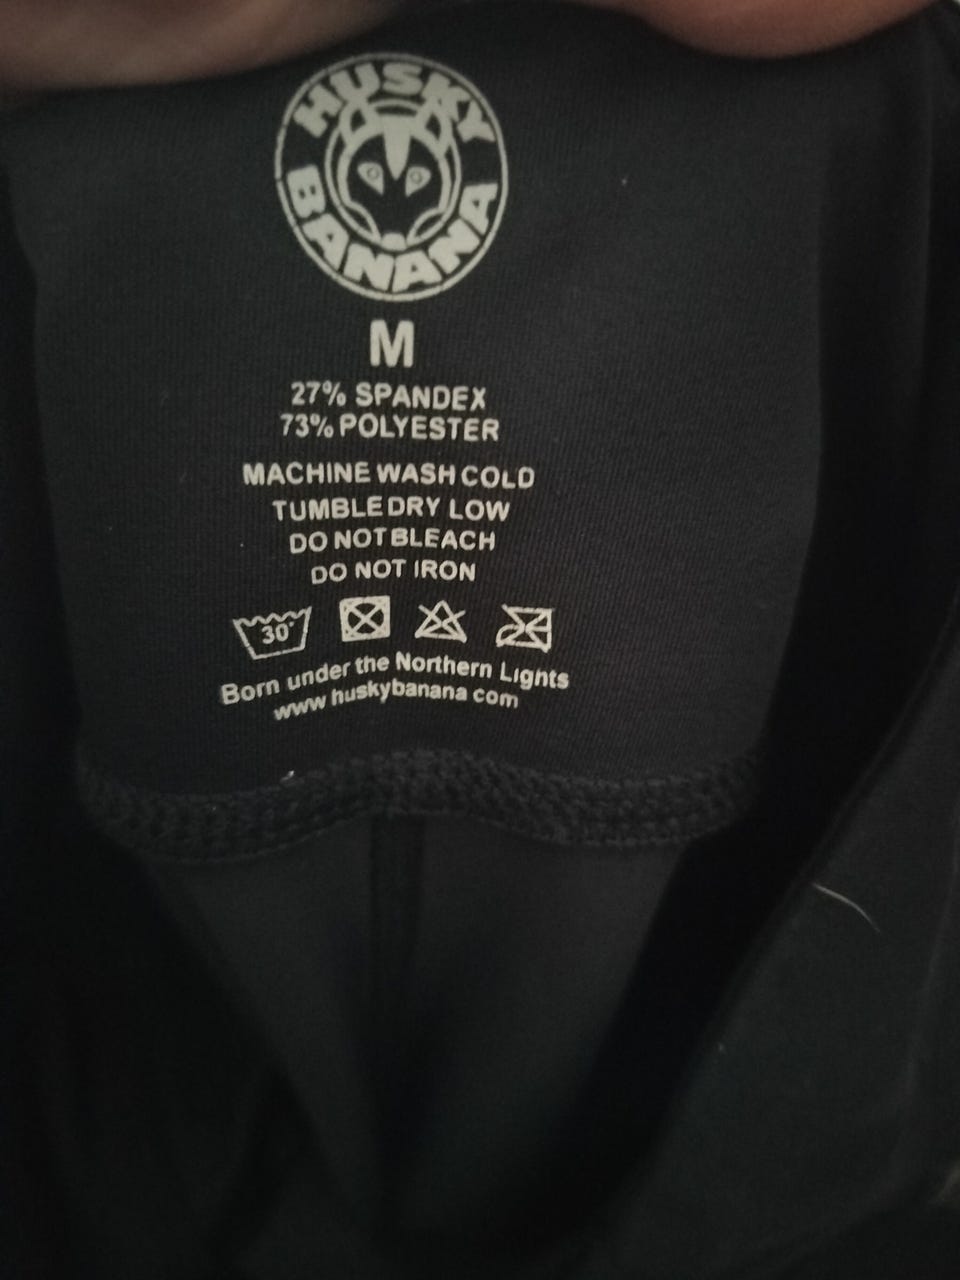 HUSKY
BANANA
M
27% SPANDEX
73% POLYESTER
MACHINE WASH COLD
TUMBLE DRY LOW
DO NOT BLEACH
DO NOT IRON
30°
Born under the Northern Lights
www huskybanana com